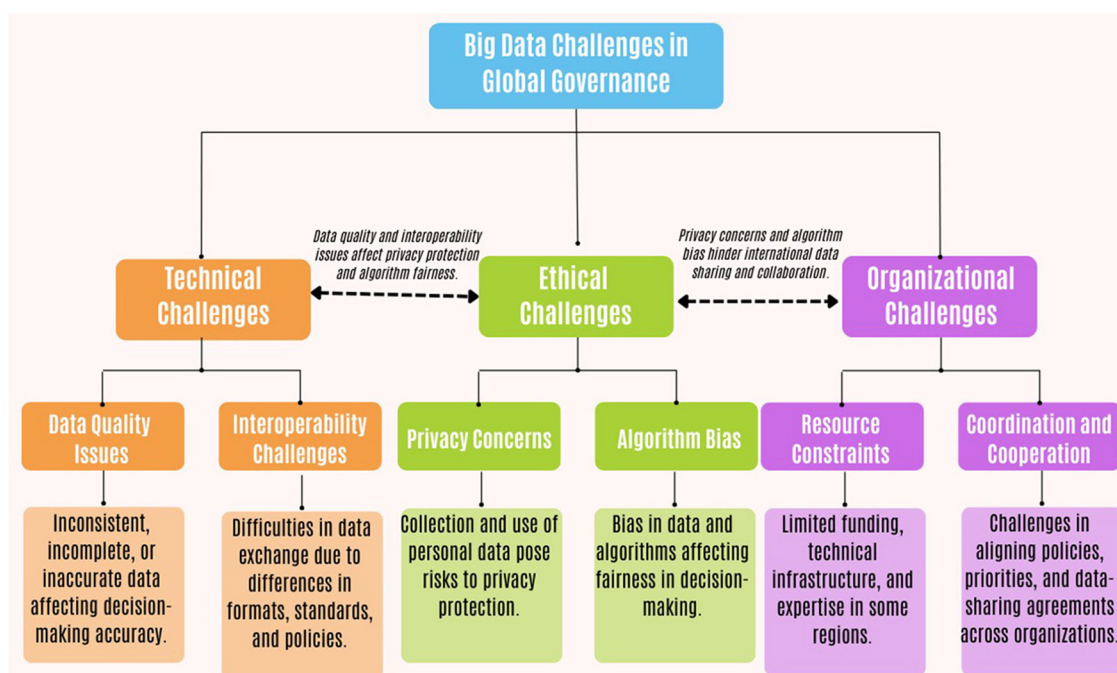 Big Data Challenges in
Global Governance
Data quality and interoperability
issues affect privacy protection
and algorithm fairness.
Privacy concerns and algorithm
bias hinder international data
sharing and collaboration.
Technical
Challenges
Ethical
Challenges
Organizational
Challenges
Data Quality
Issues
Interoperability
Challenges
Privacy Concerns
Algorithm Bias
Resource
Constraints
Coordination and
Cooperation
Inconsistent,
incomplete, or
inaccurate data
affecting decision-
making accuracy.
Difficulties in data
exchange due to
differences in
formats, standards,
and policies.
Collection and use of
personal data pose
risks to privacy
protection.
Bias in data and
algorithms affecting
fairness in decision-
making.
Limited funding,
technical
infrastructure, and
expertise in some
regions.
Challenges in
aligning policies,
priorities, and data-
sharing agreements
across organizations.